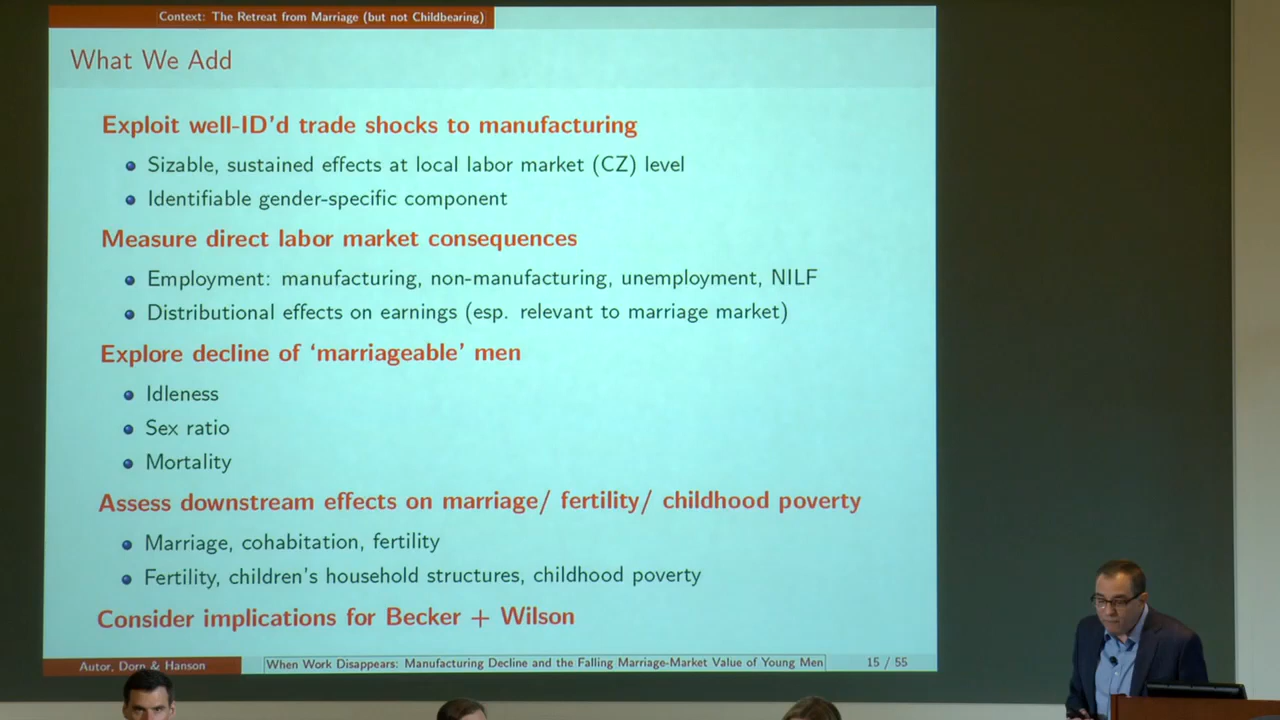 Context: The Retreat from Marriage (but not Childbearing)
What We Add
Exploit well-ID'd trade shocks to manufacturing
Sizable, sustained effects at local labor market (CZ) level
Identifiable gender-specific component
Measure direct labor market consequences
Employment: manufacturing, non-manufacturing, unemployment, NILF
Distributional effects on earnings (esp. relevant to marriage market)
Explore decline of ‘marriageable’ men
Idleness
Sex ratio
Mortality
Assess downstream effects on marriage/ fertility/ childhood poverty
Marriage, cohabitation, fertility
Fertility, children's household structures, childhood poverty
Consider implications for Becker + Wilson
Autor, Dorn & Hanson
When Work Disappears: Manufacturing Decline and the Falling Marriage-Market Value of Young Men
15 / 55